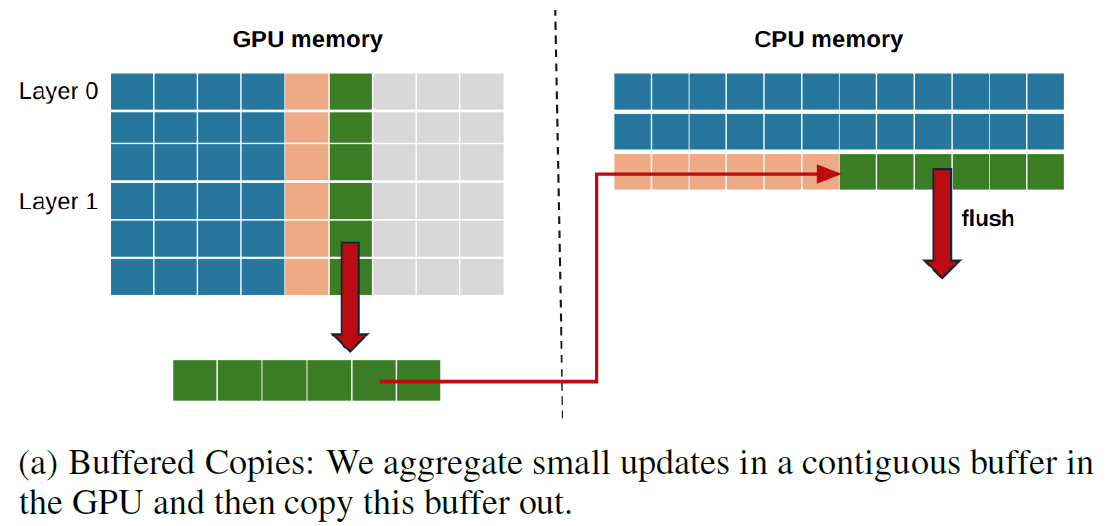 GPU memory
CPU memory
Layer 0
Layer 1
flush
(a) Buffered Copies: We aggregate small updates in a contiguous buffer in
the GPU and then copy this buffer out.